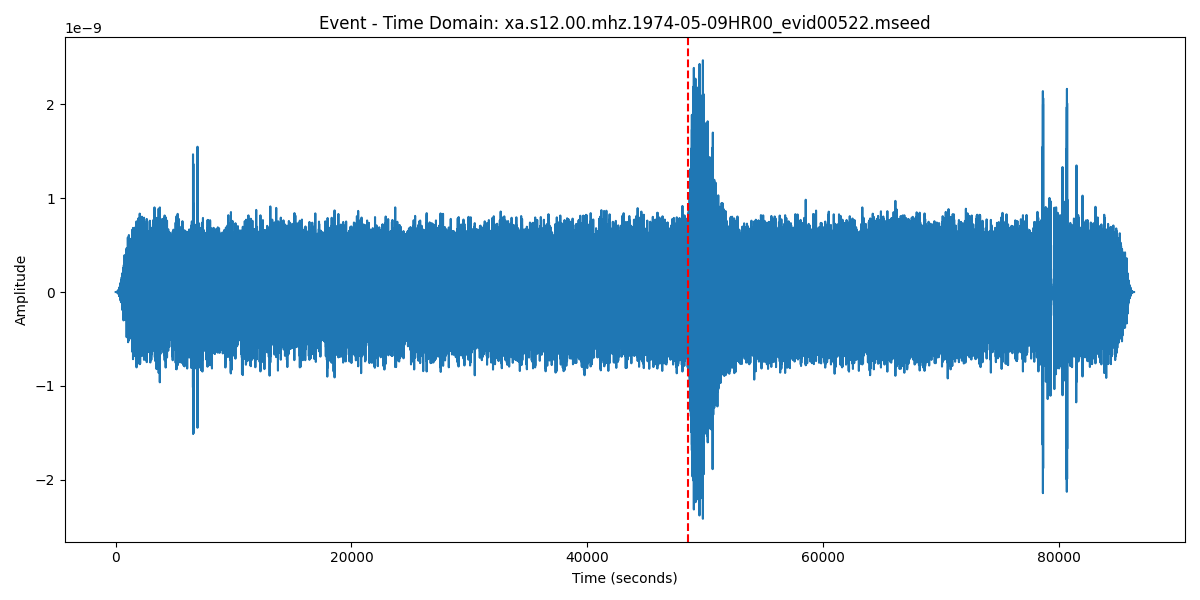 Event - Time Domain: xa.s12.00.mhz.1974-05-09HR00_evid00522.mseed
1e−9
2
1
0
−1
−2
Amplitude
0 20000 40000 60000 80000
Time (seconds)